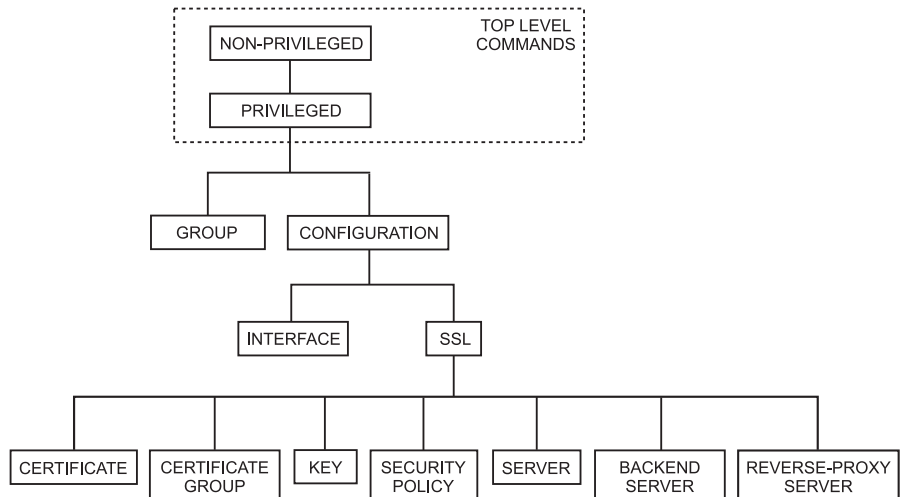 TOP LEVEL
COMMANDS
NON-PRIVILEGED
PRIVILEGED
GROUP
CONFIGURATION
INTERFACE
SSL
CERTIFICATE
CERTIFICATE
GROUP
KEY
SECURITY
POLICY
SERVER
BACKEND
SERVER
REVERSE-PROXY
SERVER